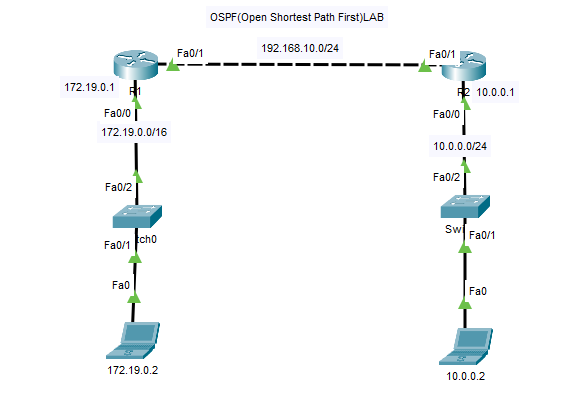 OSPF(Open Shortest Path First)LAB
192.168.10.0/24
Fa0/1
Fa0/1
172.19.0.1
R1
R2
10.0.0.1
Fa0/0
Fa0/0
172.19.0.0/16
10.0.0.0/24
Fa0/2
Fa0/2
tch0
Sw
Fa0/1
Fa0/1
Fa0
Fa0
172.19.0.2
10.0.0.2